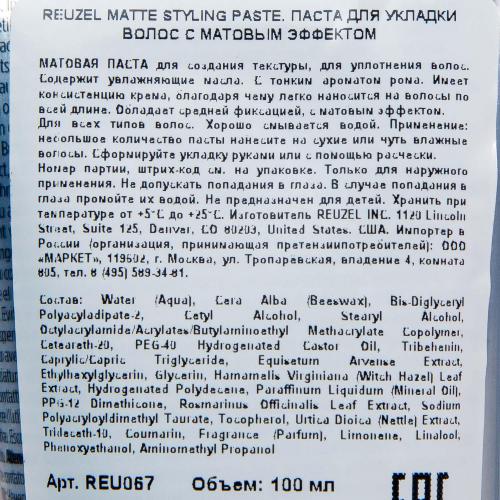 REUZEL MATTE STYLING PASTE. ПАСТА ДЛЯ УКЛАДКИ
ВОЛОС С МАТОВЫМ ЭФФЕКТОМ
МАТОВАЯ ПАСТА для создания текстуры, для уплотнения волос.
Содержит увлажняющие масла. С тонким ароматом рома. Имеет
консистенцию крема, благодаря чему легко наносится на волосы по
всей длине. Обладает средней фиксацией, с матовым эффектом.
Для всех типов волос. Хорошо смывается водой. Применение:
небольшое количество пасты нанесите на сухие или чуть влажные
волосы. Сформируйте укладку руками или с помощью расчески.
Номер партии, штрих-код см. на упаковке. Только для наружного
применения. Не допускать попадания в глаза. В случае попадания в
глаза промойте их водой. Не предназначен для детей. Хранить при
температуре от +5°С до +25°С. Изготовитель REUZEL INC. 1120 Lincoln
Street, Suite 125, Denver, CO 80203, United States. США. Импортер в
России (организация, принимающая претензиипотребителей): ООО
«МАРКЕТ», 119602, г. Москва, ул. Тропаревская, владение 4, комната
605, тел. 8 (495) 589-34-81.
Состав: Water (Aqua), Cera Alba (Beeswax), Bis-Diglyceryl
Polyacyladipate-2, Cetyl Alcohol, Stearyl Alcohol,
Octylacrylamide/Acrylates/Butylaminoethyl Methacrylate Copolymer,
Ceteareth-20, PEG-40 Hydrogenated Castor Oil, Tribehenin,
Caprylic/Capric Triglyceride, Equisetum Arvense Extract,
Ethylhexylglycerin, Glycerin, Hamamelis Virginiana (Witch Hazel) Leaf
Extract, Hydrogenated Polydecene, Paraffinum Liquidum (Mineral Oil),
PPG-12 Dimethicone, Rosmarinus Officinalis Leaf Extract, Sodium
Polyacryloyldimethyl Taurate, Tocopherol, Urtica Dioica (Nettle) Extract,
Trideceth-10, Coumarin, Fragrance (Parfum), Limonene, Linalool,
Phenoxyethanol, Aminomethyl Propanol
Арт. REU067 Объем: 100 мл